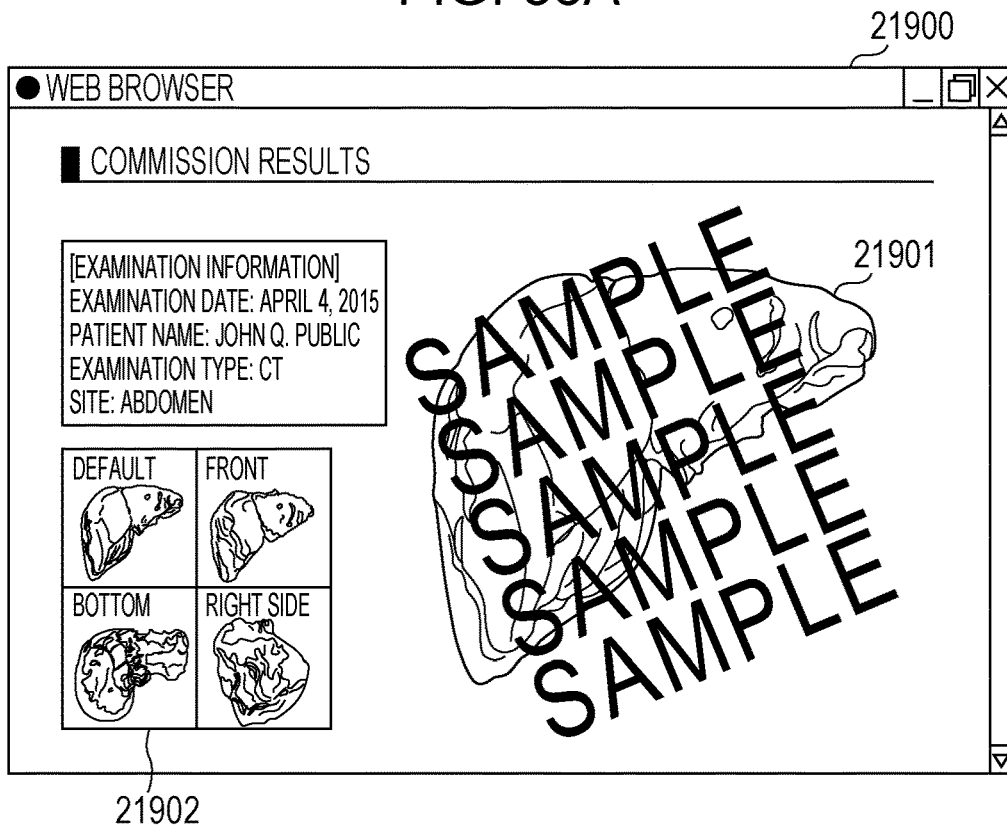 21900
WEB BROWSER
COMMISSION RESULTS
[EXAMINATION INFORMATION]
EXAMINATION DATE: APRIL 4, 2015
PATIENT NAME: JOHN Q. PUBLIC
EXAMINATION TYPE: CT
SITE: ABDOMEN
21901
SAMPLE
SAMPLE
SAMPLE
SAMPLE
SAMPLE
DEFAULT
FRONT
BOTTOM
RIGHT SIDE
21902